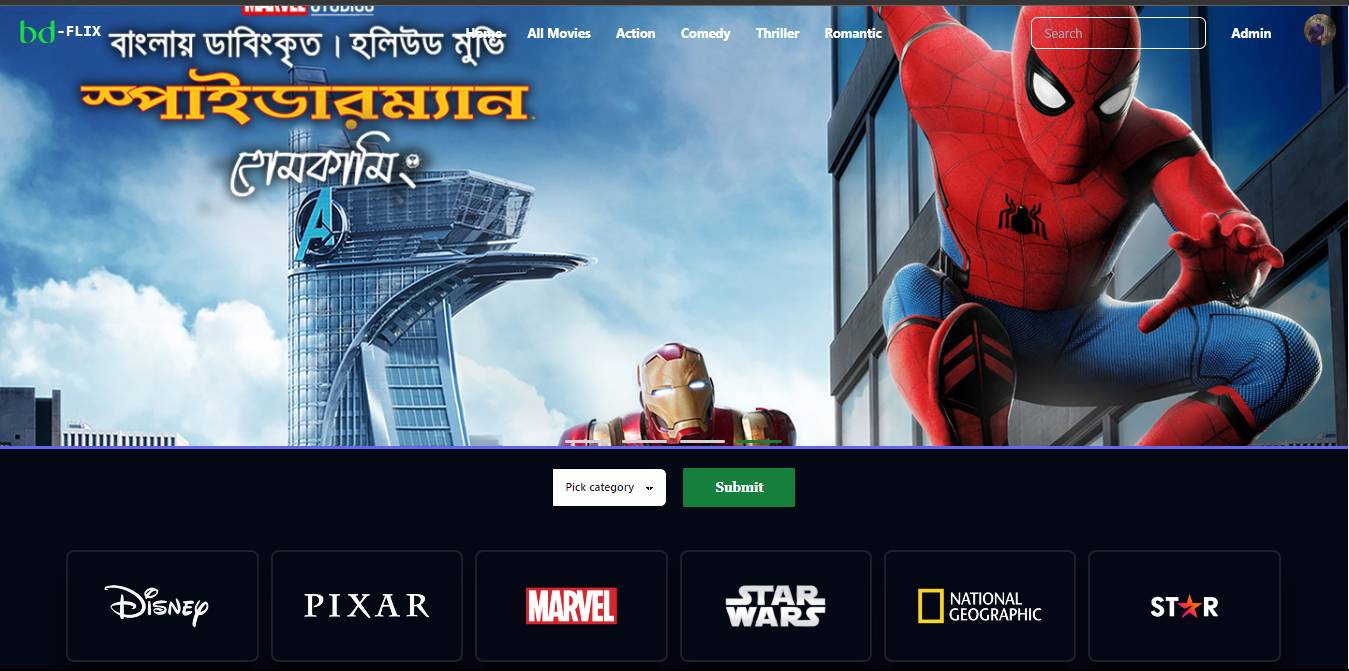 bd-FLIX
Home
All Movies
Action
Comedy
Thriller
Romantic
Search
Admin
MARVEL STUDIOS
বাংলায় ডাবিংকৃত । হলিউড মুভি
স্পাইডারম্যান
হোমকামিং
Pick category
Submit
Disney
PIXAR
MARVEL
STAR
WARS
NATIONAL
GEOGRAPHIC
STAR